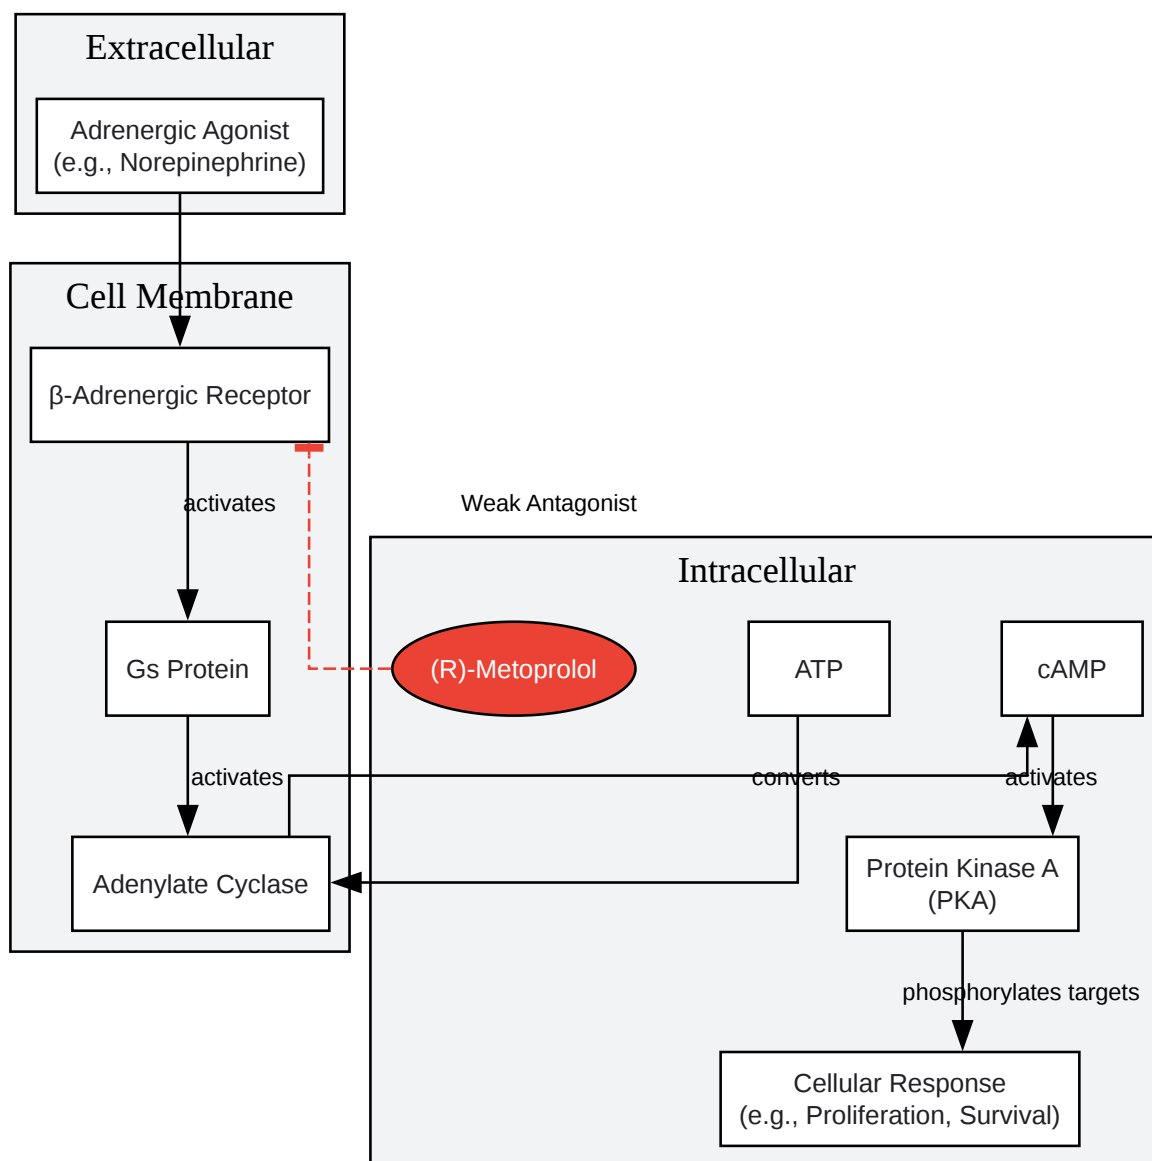 Extracellular
Adrenergic Agonist
(e.g., Norepinephrine)
Cell Membrane
β-Adrenergic Receptor
activates
Weak Antagonist
Intracellular
Gs Protein
(R)-Metoprolol
ATP
cAMP
activates
converts
activates
Adenylate Cyclase
Protein Kinase A
(PKA)
phosphorylates targets
Cellular Response
(e.g., Proliferation, Survival)